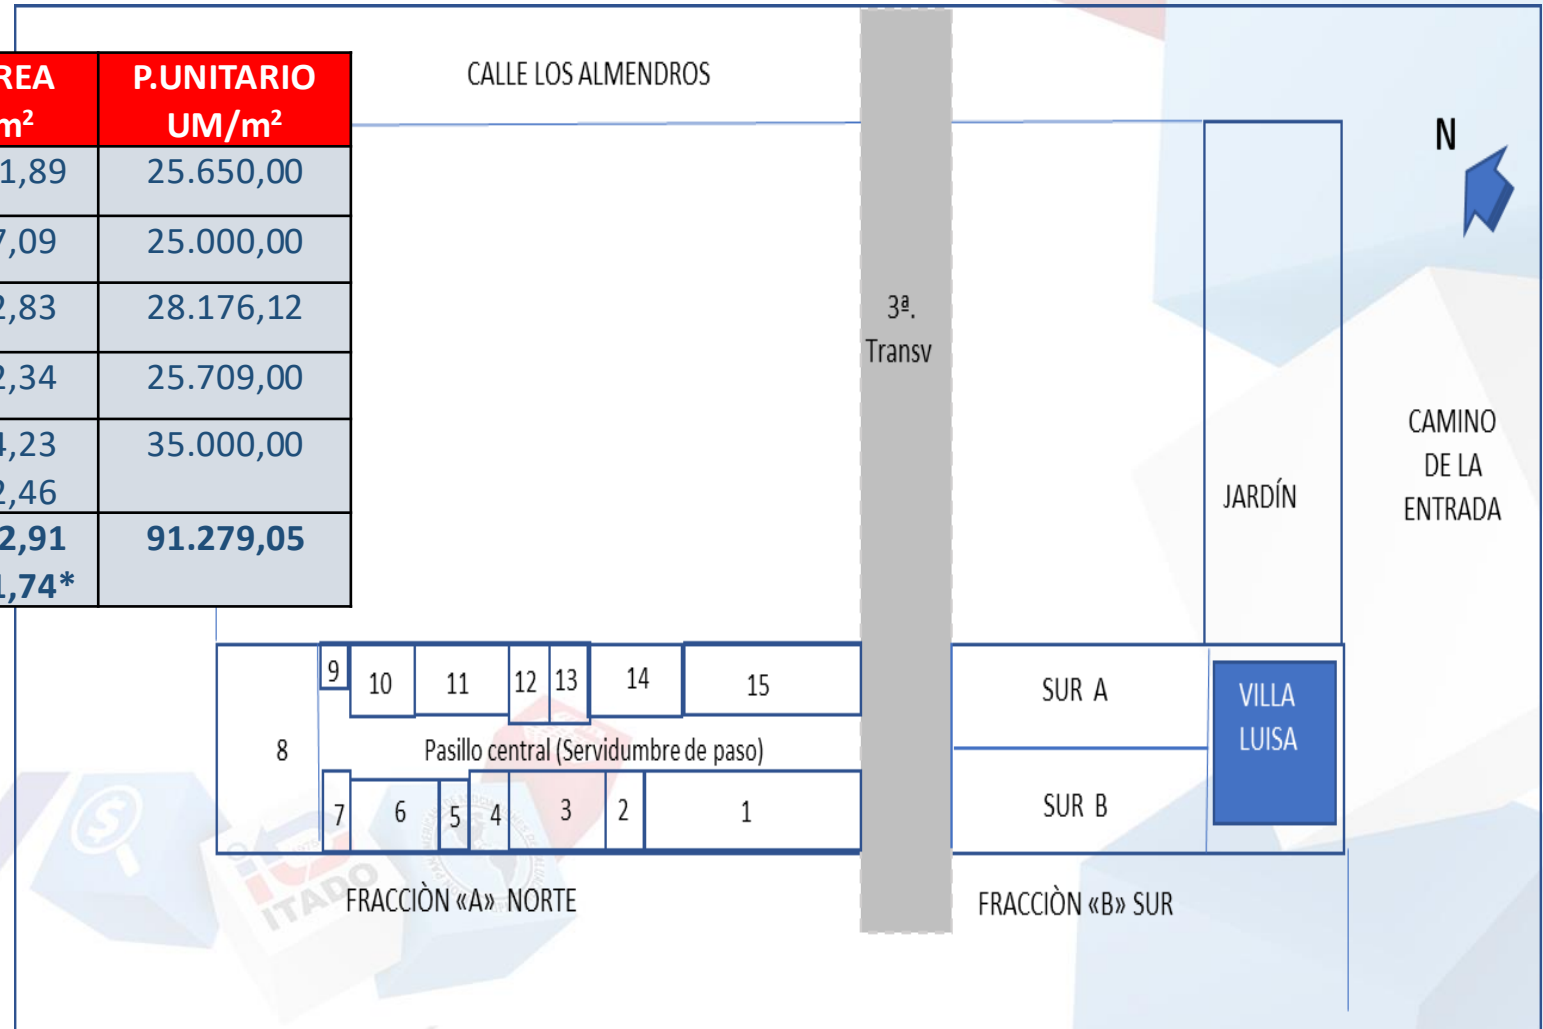 CALLE LOS ALMENDROS
REA P.UNITARIO
m² UM/m²
1,89 25.650,00
7,09 25.000,00
2,83 28.176,12
2,34 25.709,00
4,23 35.000,00
2,46
2,91 91.279,05
1,74*
N
3ª.
Transv
CAMINO
DE LA
ENTRADA
JARDÍN
9 10 11 12 13 14 15
8
Pasillo central (Servidumbre de paso)
7 6 5 4 3 2 1
SUR A
SUR B
VILLA
LUISA
FRACCIÒN «A» NORTE
FRACCIÒN «B» SUR
ITADO